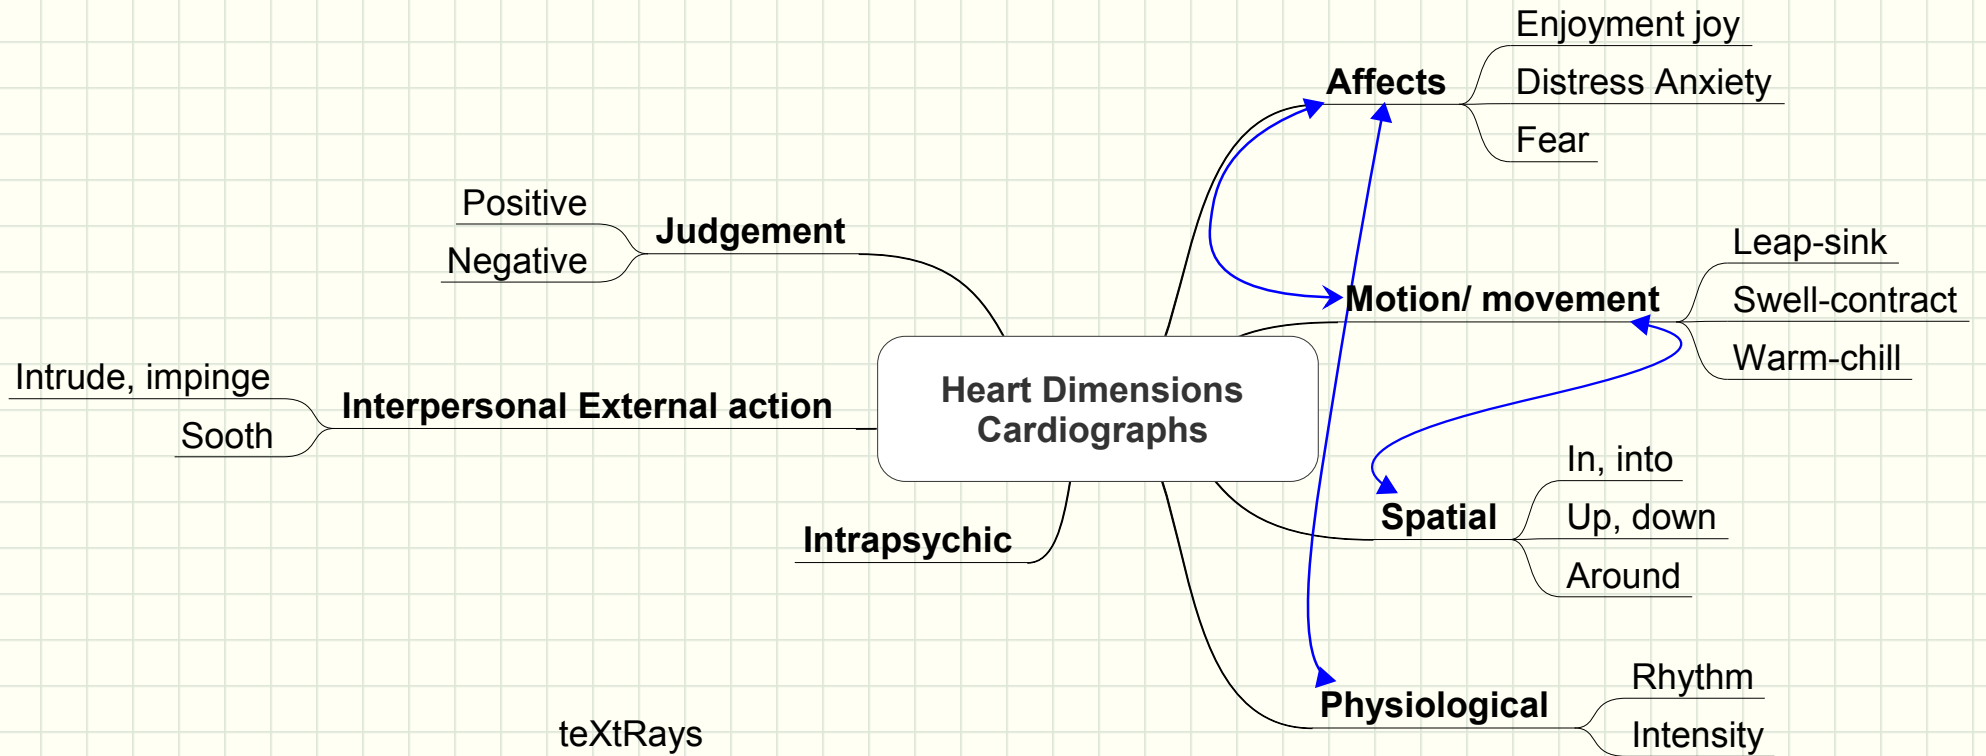 Heart Dimensions
Cardiographs
Affects
Enjoyment joy
Distress Anxiety
Fear
Motion/ movement
Leap-sink
Swell-contract
Warm-chill
Spatial
In, into
Up, down
Around
Physiological
Rhythm
Intensity
Judgement
Positive
Negative
Interpersonal External action
Intrude, impinge
Sooth
Intrapsychic
teXtRays